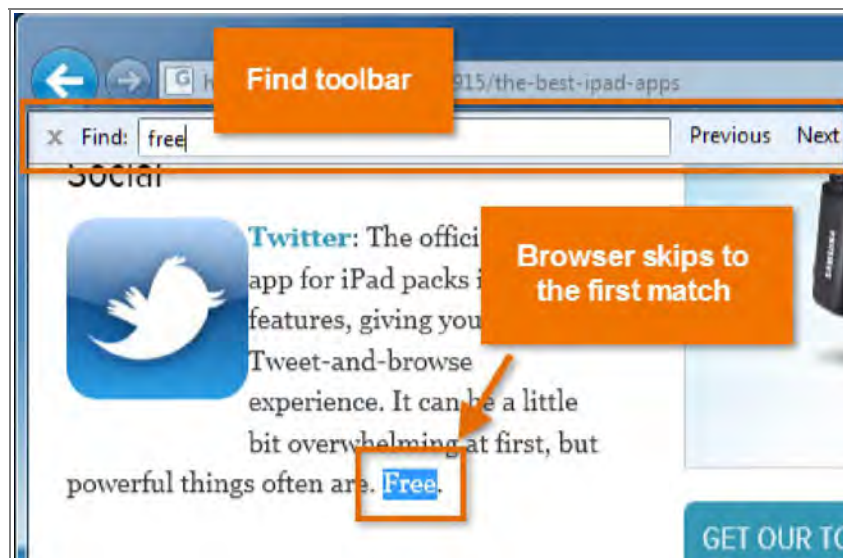 Find toolbar
915/the-best-ipad-apps
Find: free
Previous Next
Social
Twitter: The offici
app for iPad packs
features, giving you
Tweet-and-browse
experience. It can be a little
bit overwhelming at first, but
powerful things often are. Free.
Browser skips to
the first match
GET OUR TO